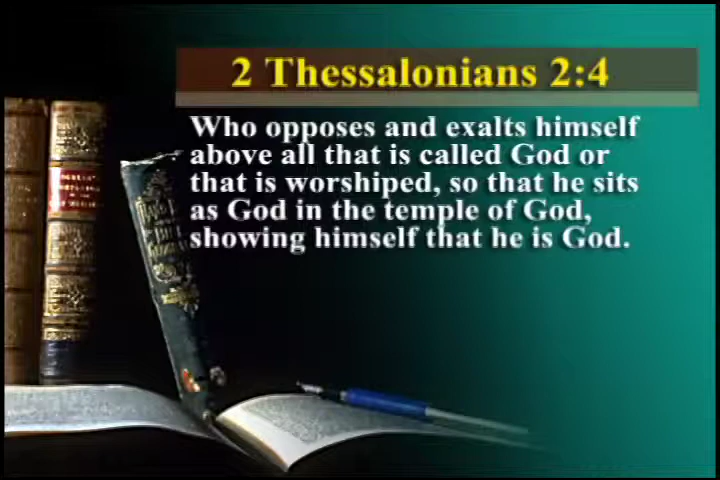 2 Thessalonians 2:4
Who opposes and exalts himself
above all that is called God or
that is worshiped, so that he sits
as God in the temple of God,
showing himself that he is God.